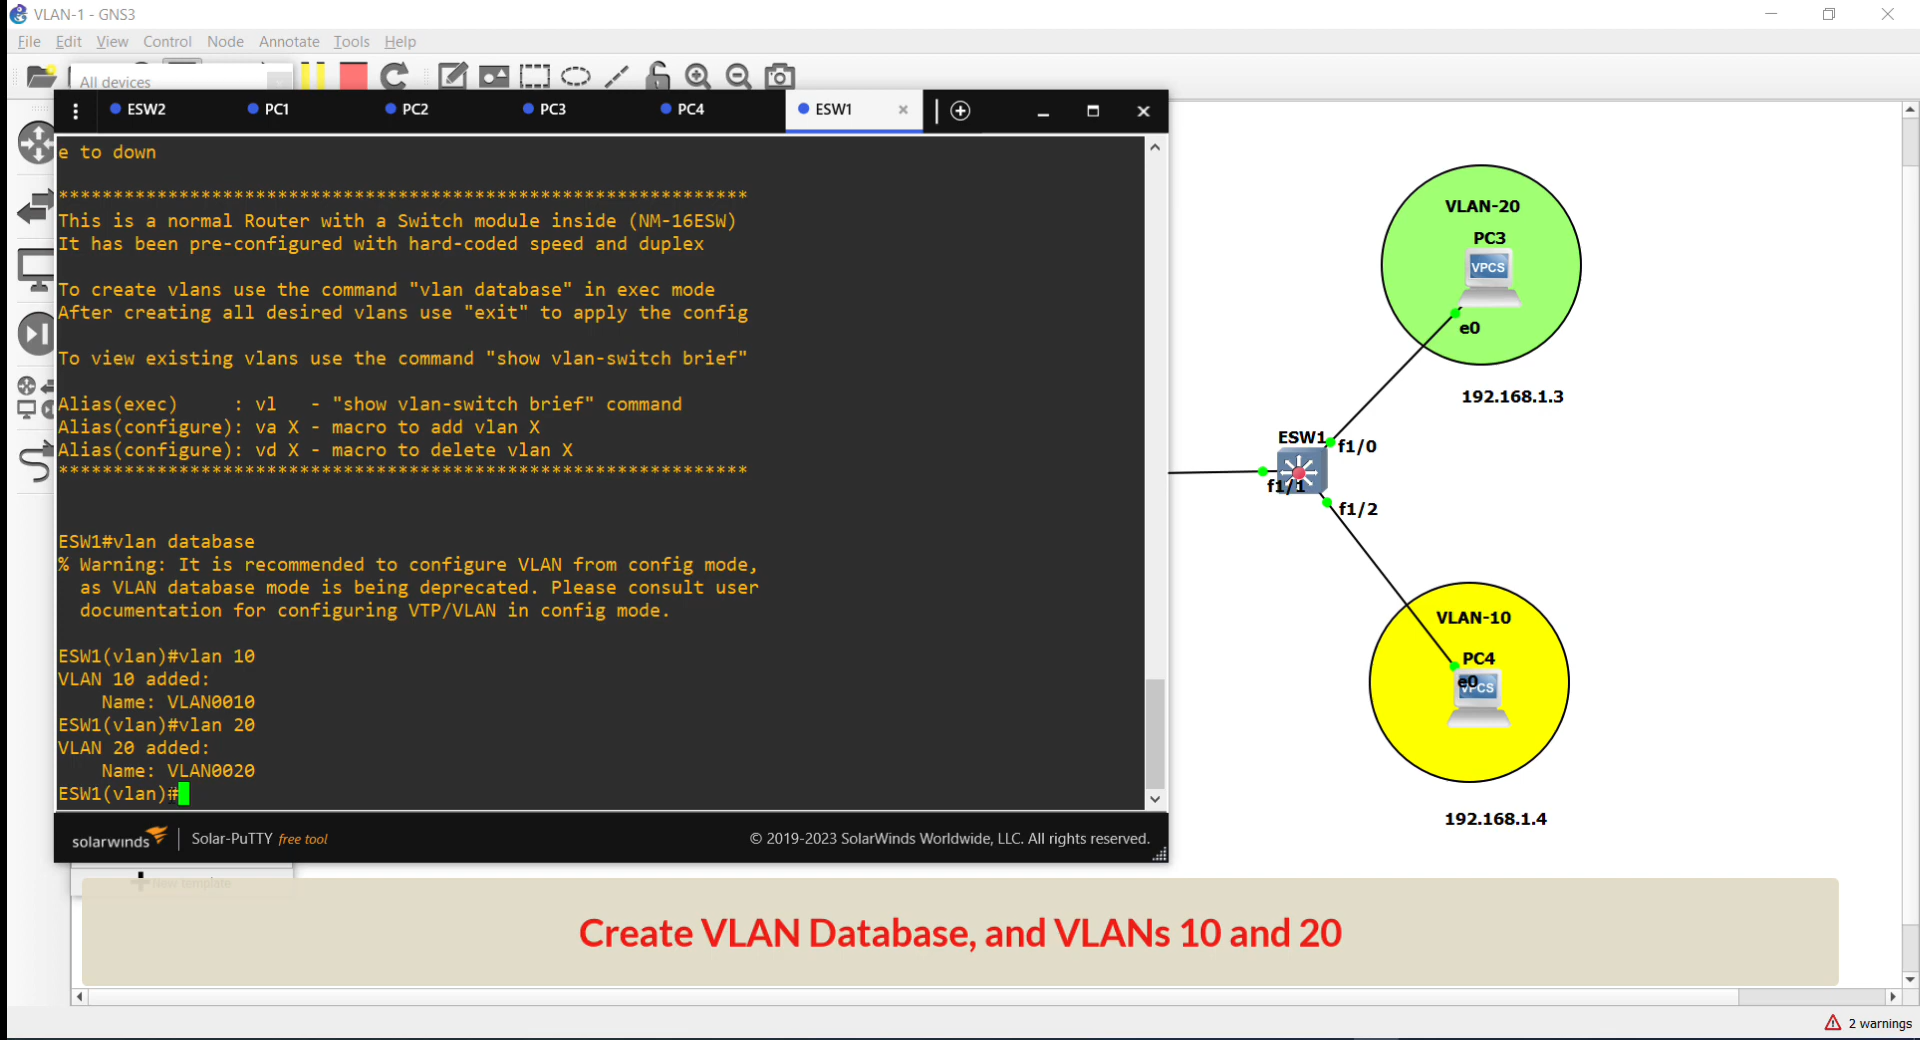 VLAN-1 - GNS3
File Edit View Control Node Annotate Tools Help
All devices
ESW2 PC1 PC2 PC3 PC4 ESW1
e to down
***************************************************************
This is a normal Router with a Switch module inside (NM-16ESW)
It has been pre-configured with hard-coded speed and duplex
To create vlans use the command "vlan database" in exec mode
After creating all desired vlans use "exit" to apply the config
To view existing vlans use the command "show vlan-switch brief"
Alias(exec)     : vl   - "show vlan-switch brief" command
Alias(configure): va X - macro to add vlan X
Alias(configure): vd X - macro to delete vlan X
***************************************************************
ESW1#vlan database
% Warning: It is recommended to configure VLAN from config mode,
  as VLAN database mode is being deprecated. Please consult user
  documentation for configuring VTP/VLAN in config mode.
ESW1(vlan)#vlan 10
VLAN 10 added:
    Name: VLAN0010
ESW1(vlan)#vlan 20
VLAN 20 added:
    Name: VLAN0020
ESW1(vlan)#
solarwinds Solar-PuTTY free tool © 2019-2023 SolarWinds Worldwide, LLC. All rights reserved.
VLAN-20
PC3
VPCS
e0
192.168.1.3
ESW1
f1/0
f1/1
f1/2
VLAN-10
PC4
e0
VPCS
192.168.1.4
New template
Create VLAN Database, and VLANs 10 and 20
2 warnings